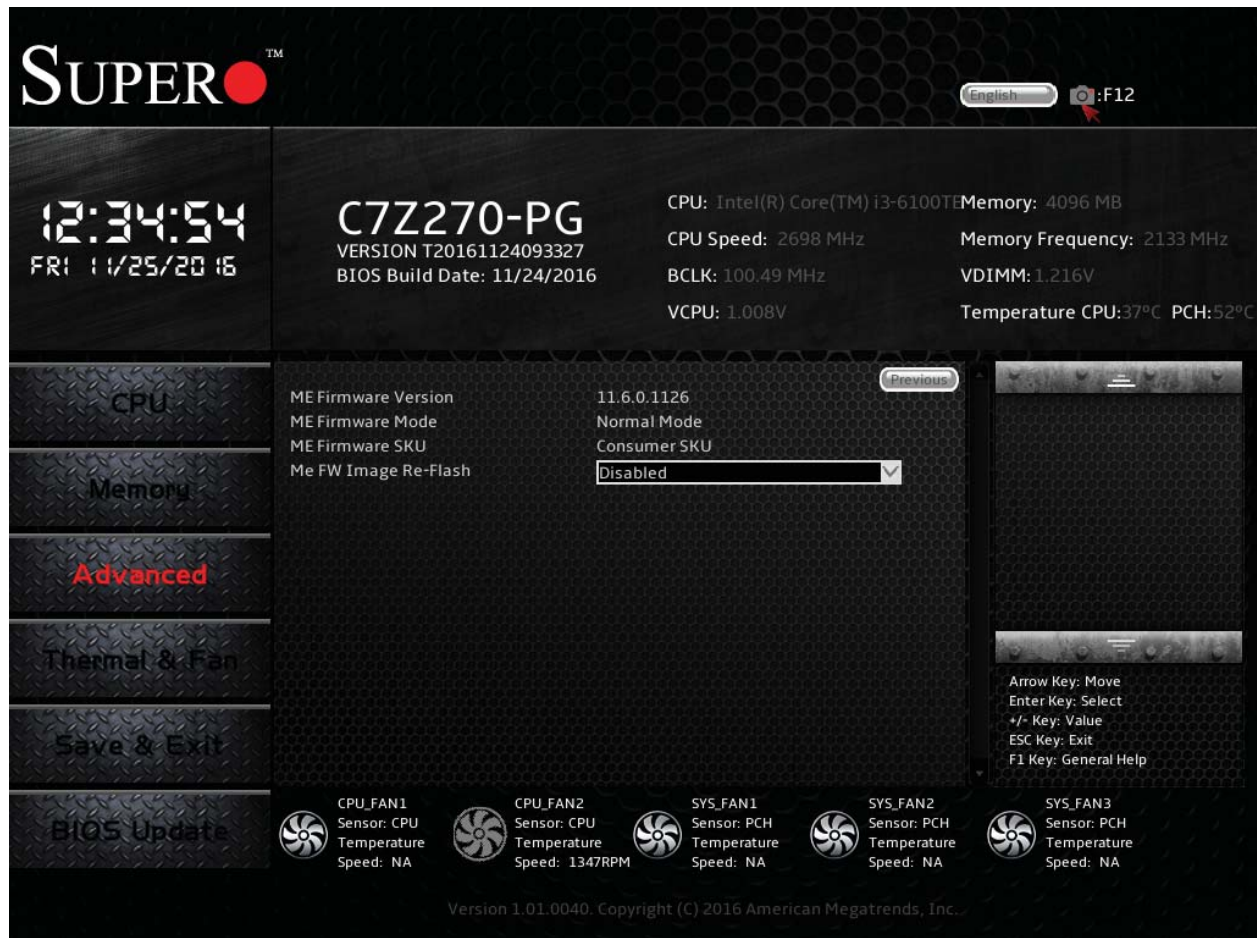 SUPER TM
English :F12
12:34:54
FRI 11/25/2016
C7Z270-PG
VERSION T20161124093327
BIOS Build Date: 11/24/2016
CPU: Intel(R) Core(TM) i3-6100TE
CPU Speed: 2698 MHz
BCLK: 100.49 MHz
VCPU: 1.008V
Memory: 4096 MB
Memory Frequency: 2133 MHz
VDIMM: 1.216V
Temperature CPU:37°C PCH:52°C
CPU
Memory
Advanced
Thermal & Fan
Save & Exit
BIOS Update
Previous
ME Firmware Version 11.6.0.1126
ME Firmware Mode Normal Mode
ME Firmware SKU Consumer SKU
Me FW Image Re-Flash Disabled
Arrow Key: Move
Enter Key: Select
+/- Key: Value
ESC Key: Exit
F1 Key: General Help
CPU_FAN1
Sensor: CPU
Temperature
Speed: NA
CPU_FAN2
Sensor: CPU
Temperature
Speed: 1347RPM
SYS_FAN1
Sensor: PCH
Temperature
Speed: NA
SYS_FAN2
Sensor: PCH
Temperature
Speed: NA
SYS_FAN3
Sensor: PCH
Temperature
Speed: NA
Version 1.01.0040. Copyright (C) 2016 American Megatrends, Inc.